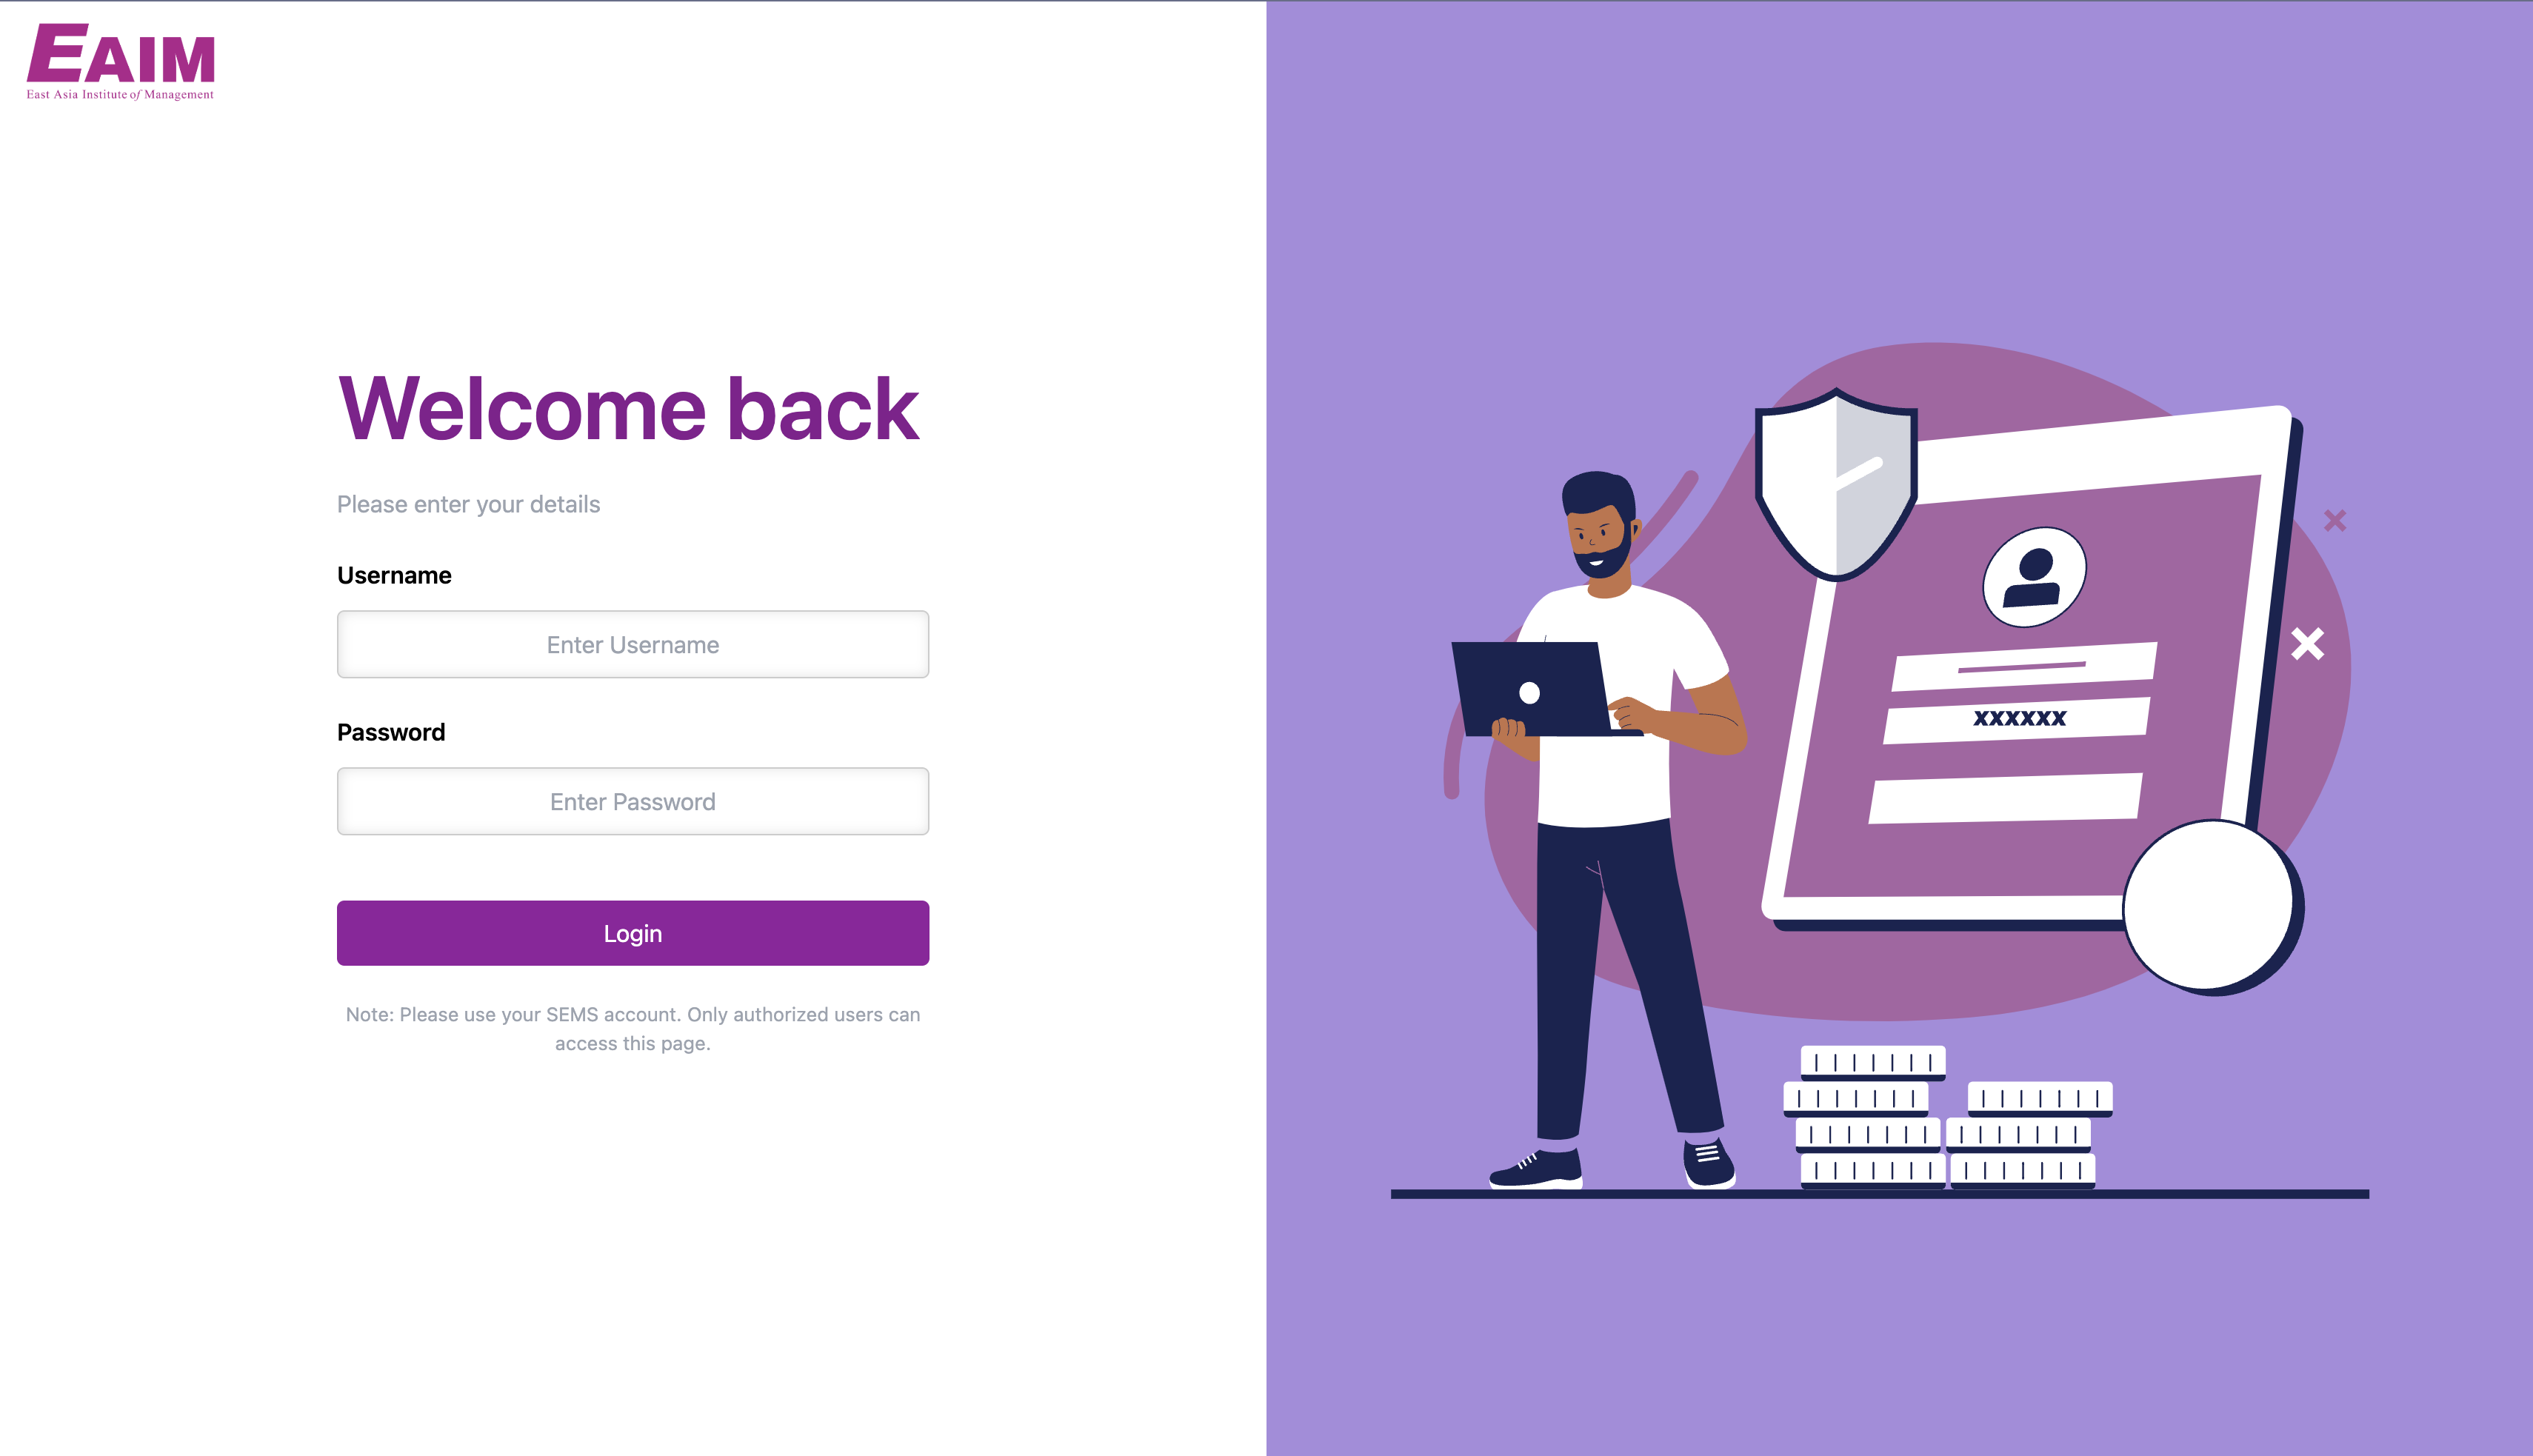 EAIM
East Asia Institute of Management
Welcome back
Please enter your details
Username
Enter Username
Password
Enter Password
Login
Note: Please use your SEMS account. Only authorized users can
access this page.
xxxxxx